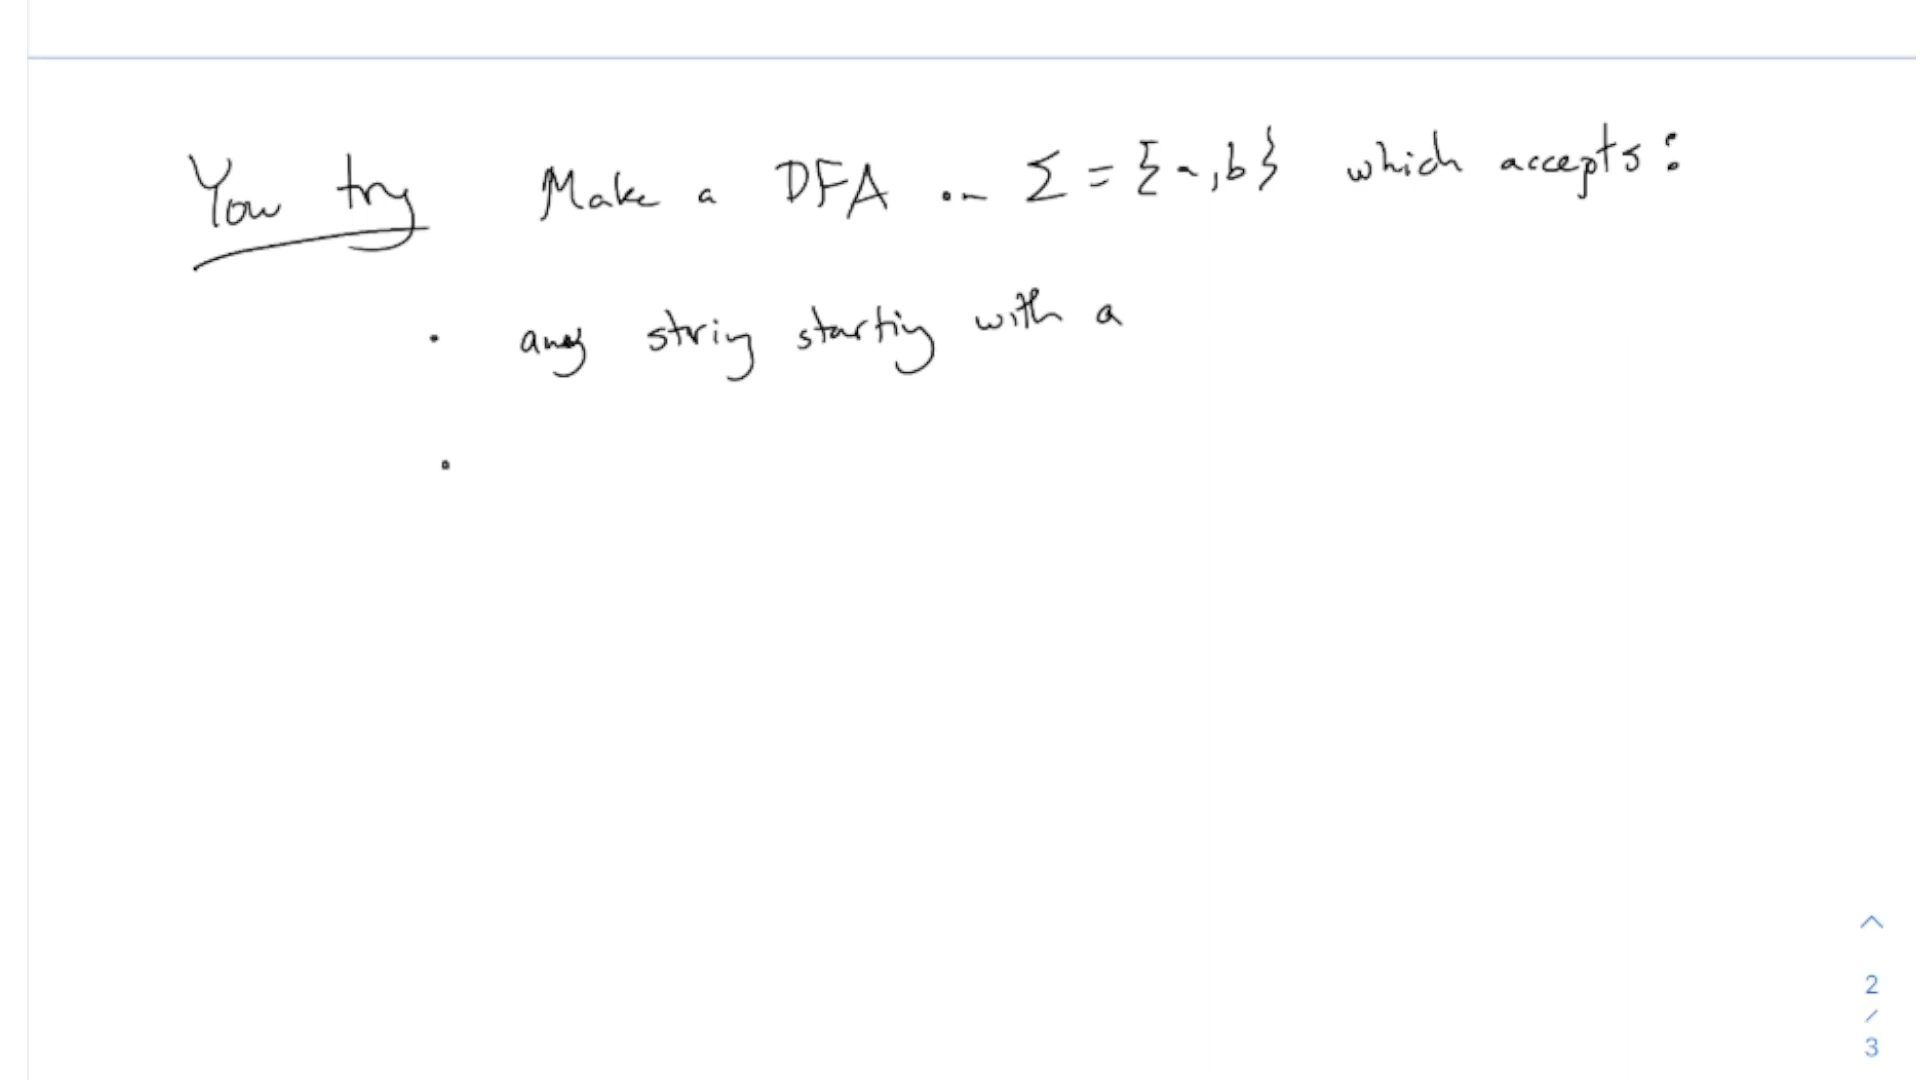 You try Make a DFA on Σ = {a,b} which accepts:
· any string starting with a
·
2
/
3